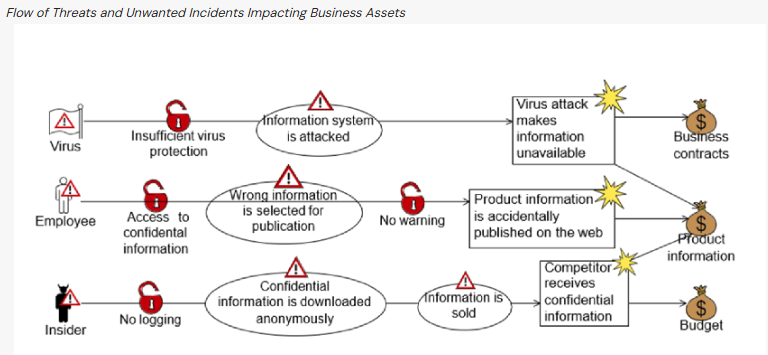 Flow of Threats and Unwanted Incidents Impacting Business Assets
Virus
Insufficient virus
protection
Information system
is attacked
Virus attack
makes
information
unavailable
$
Business
contracts
Employee
Access to
confidental
information
Wrong information
is selected for
publication
No warning
Product information
is accidentally
published on the web
$
Product
information
Insider
No logging
Confidential
information is downloaded
anonymously
Information is
sold
Competitor
receives
confidential
information
$
Budget